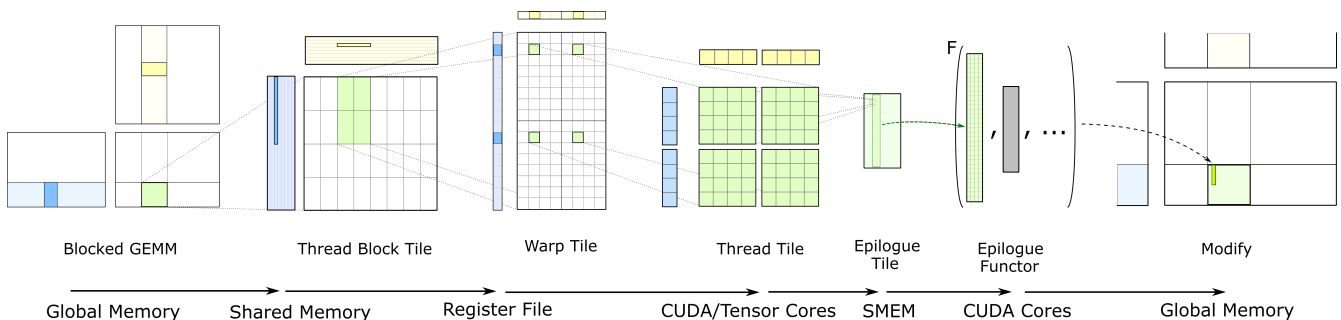 F
, , ...
Blocked GEMM
Thread Block Tile
Warp Tile
Thread Tile
Epilogue
Tile
Epilogue
Functor
Modify
Global Memory
Shared Memory
Register File
CUDA/Tensor Cores
SMEM
CUDA Cores
Global Memory